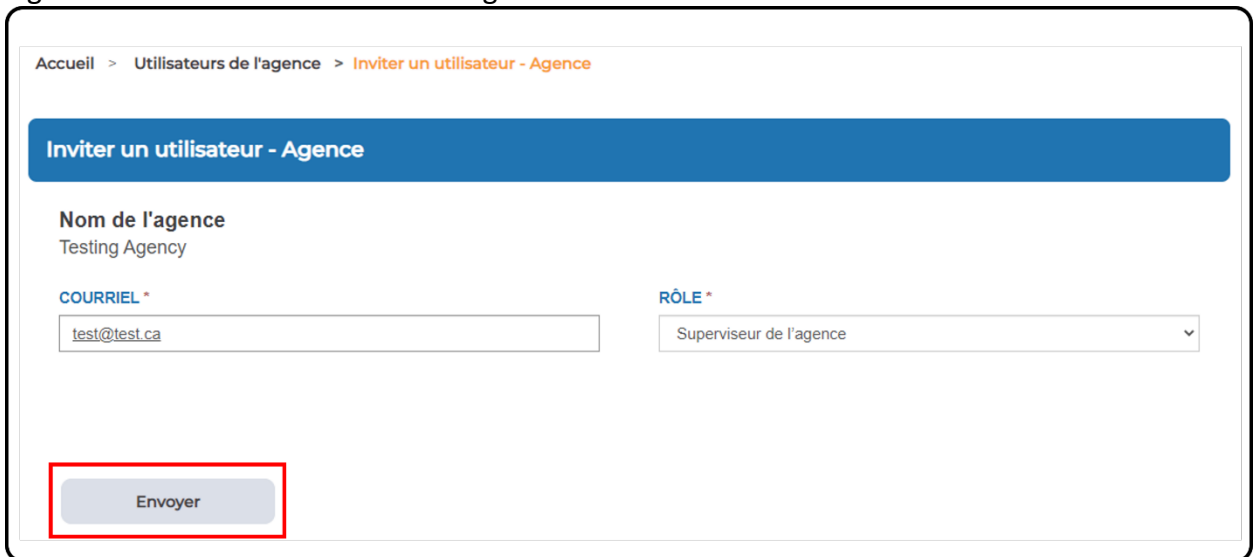 Accueil > Utilisateurs de l'agence > Inviter un utilisateur - Agence
Inviter un utilisateur - Agence
Nom de l'agence
Testing Agency
COURRIEL * RÔLE *
test@test.ca Superviseur de l’agence
Envoyer